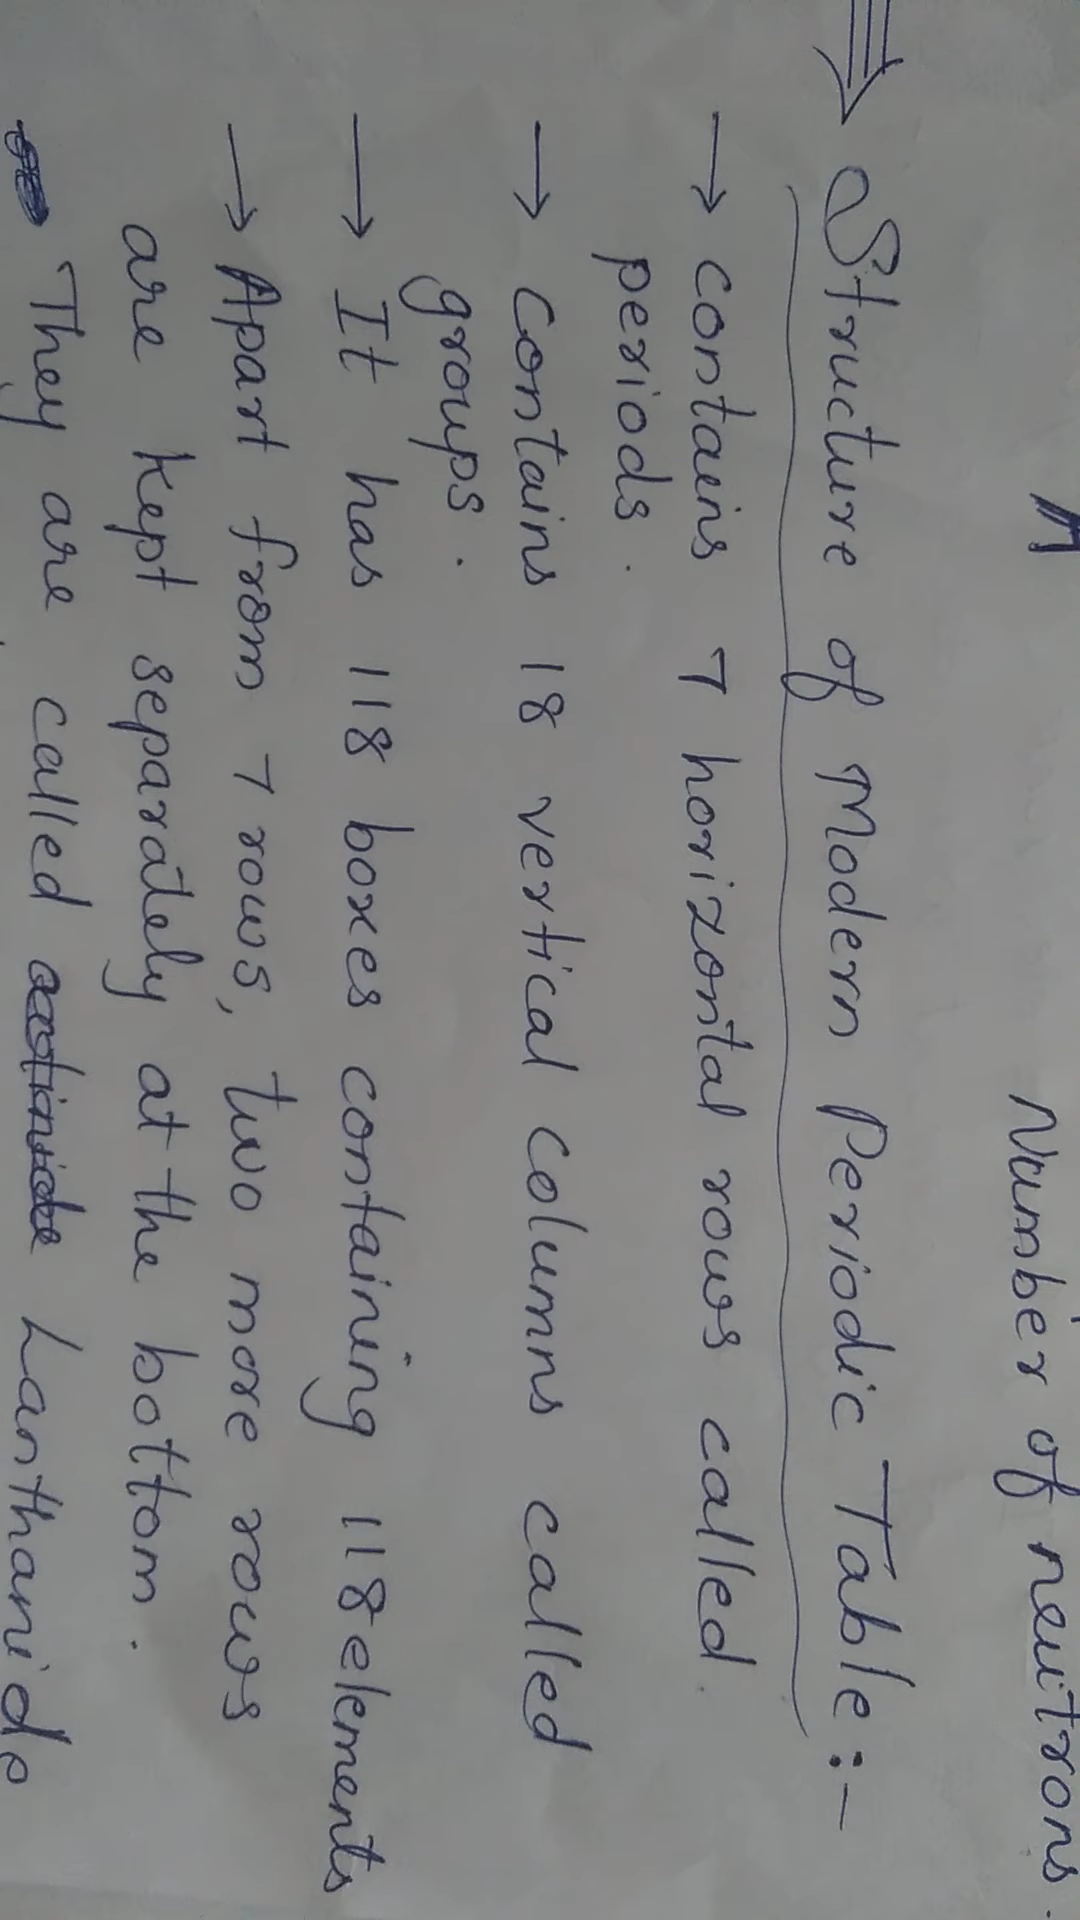 Number of neutrons.
⇒ Structure of Modern Periodic Table :-
→ contains 7 horizontal rows called
periods.
→ Contains 18 vertical columns called
groups.
→ It has 118 boxes containing 118 elements
→ Apart from 7 rows, two more rows
are kept separately at the bottom.
They are called Lanthanide